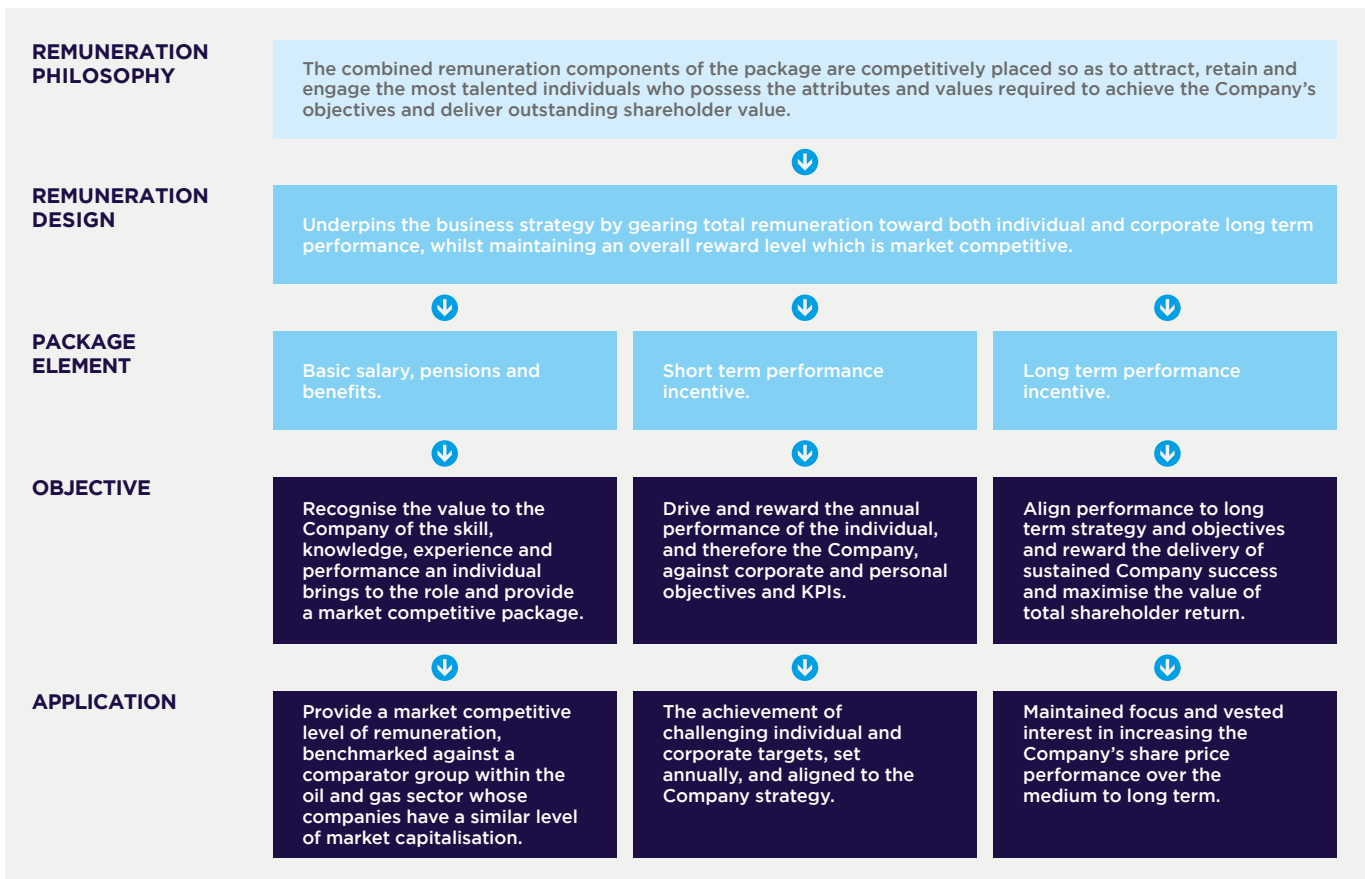 REMUNERATION
PHILOSOPHY
The combined remuneration components of the package are competitively placed so as to attract, retain and
engage the most talented individuals who possess the attributes and values required to achieve the Company’s
objectives and deliver outstanding shareholder value.
REMUNERATION
DESIGN
Underpins the business strategy by gearing total remuneration toward both individual and corporate long term
performance, whilst maintaining an overall reward level which is market competitive.
PACKAGE
ELEMENT
Basic salary, pensions and
benefits.
Short term performance
incentive.
Long term performance
incentive.
OBJECTIVE
Recognise the value to the
Company of the skill,
knowledge, experience and
performance an individual
brings to the role and provide
a market competitive package.
Drive and reward the annual
performance of the individual,
and therefore the Company,
against corporate and personal
objectives and KPIs.
Align performance to long
term strategy and objectives
and reward the delivery of
sustained Company success
and maximise the value of
total shareholder return.
APPLICATION
Provide a market competitive
level of remuneration,
benchmarked against a
comparator group within the
oil and gas sector whose
companies have a similar level
of market capitalisation.
The achievement of
challenging individual and
corporate targets, set
annually, and aligned to the
Company strategy.
Maintained focus and vested
interest in increasing the
Company’s share price
performance over the
medium to long term.